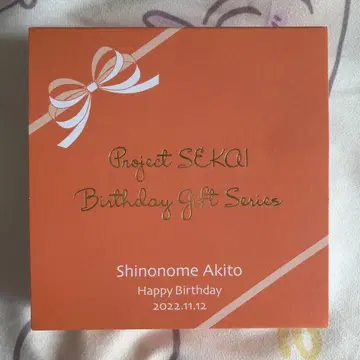 Project SEKAI
Birthday Gift Series
Shinonome Akito
Happy Birthday
2022.11.12